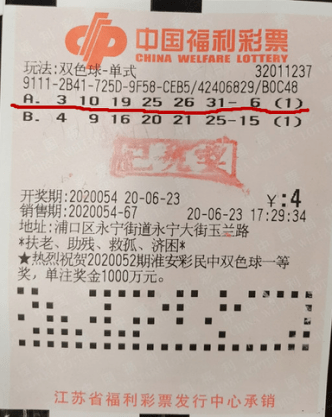 中国福利彩票
CHINA WELFARE LOTTERY
玩法:双色球-单式 32011237
9111-2B41-725D-9F58-CEB5/42406829/B0C48
A. 3 10 19 25 26 31- 6 (1)
B. 4 9 16 20 21 25-15 (1)
已兑奖
开奖期:2020054 20-06-23 ¥:4
销售期:2020054-67 20-06-23 17:29:34
地址:浦口区永宁街道永宁大街玉兰路
*扶老、助残、救孤、济困*
★热烈祝贺2020052期淮安彩民中双色球一等
奖,单注奖金1000万元。
江苏省福利彩票发行中心承销